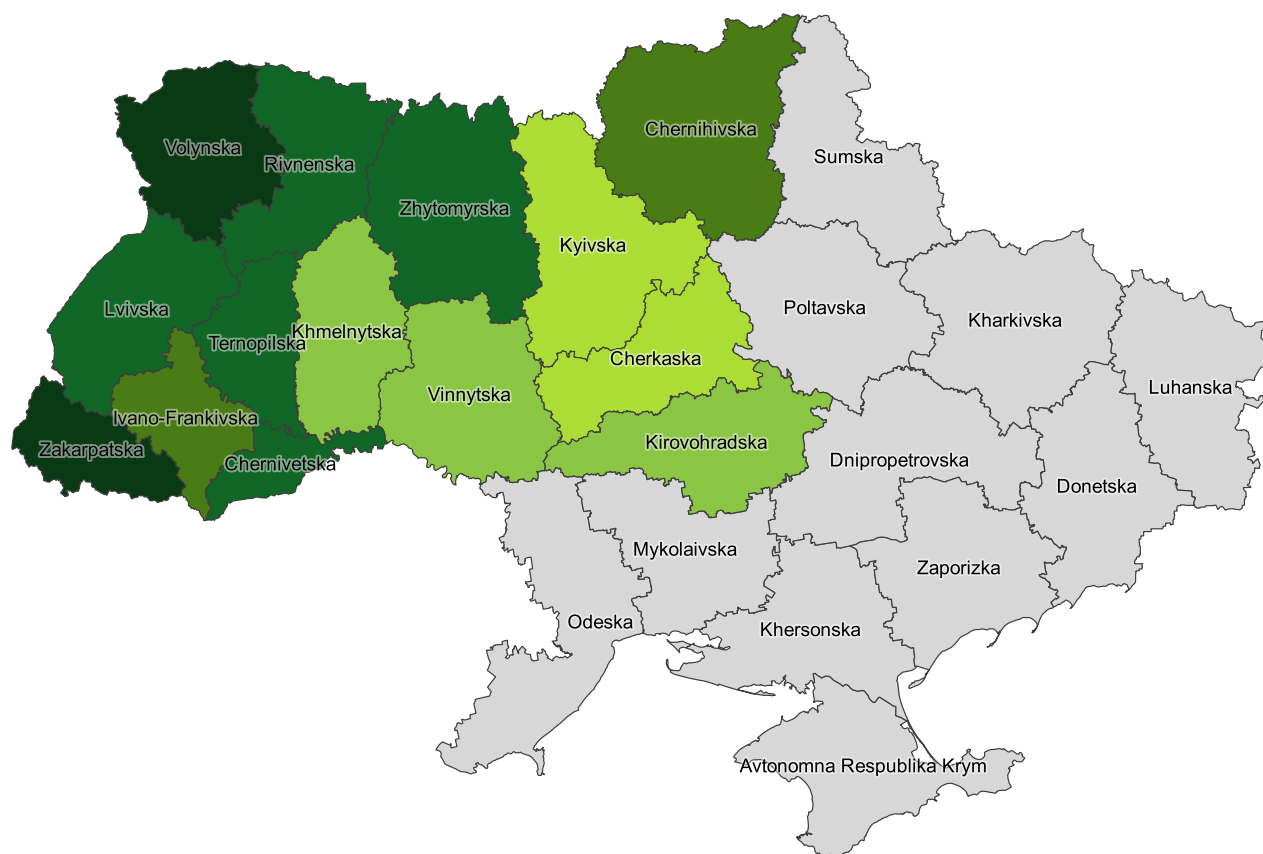 Chernihivska
Volynska
Sumska
Rivnenska
Zhytomyrska
Kyivska
Lvivska
Poltavska
Kharkivska
Khmelnytska
Ternopilska
Cherkaska
Luhanska
Vinnytska
Ivano-Frankivska
Kirovohradska
Zakarpatska
Chernivetska
Dnipropetrovska
Donetska
Mykolaivska
Zaporizka
Odeska
Khersonska
Avtonomna Respublika Krym